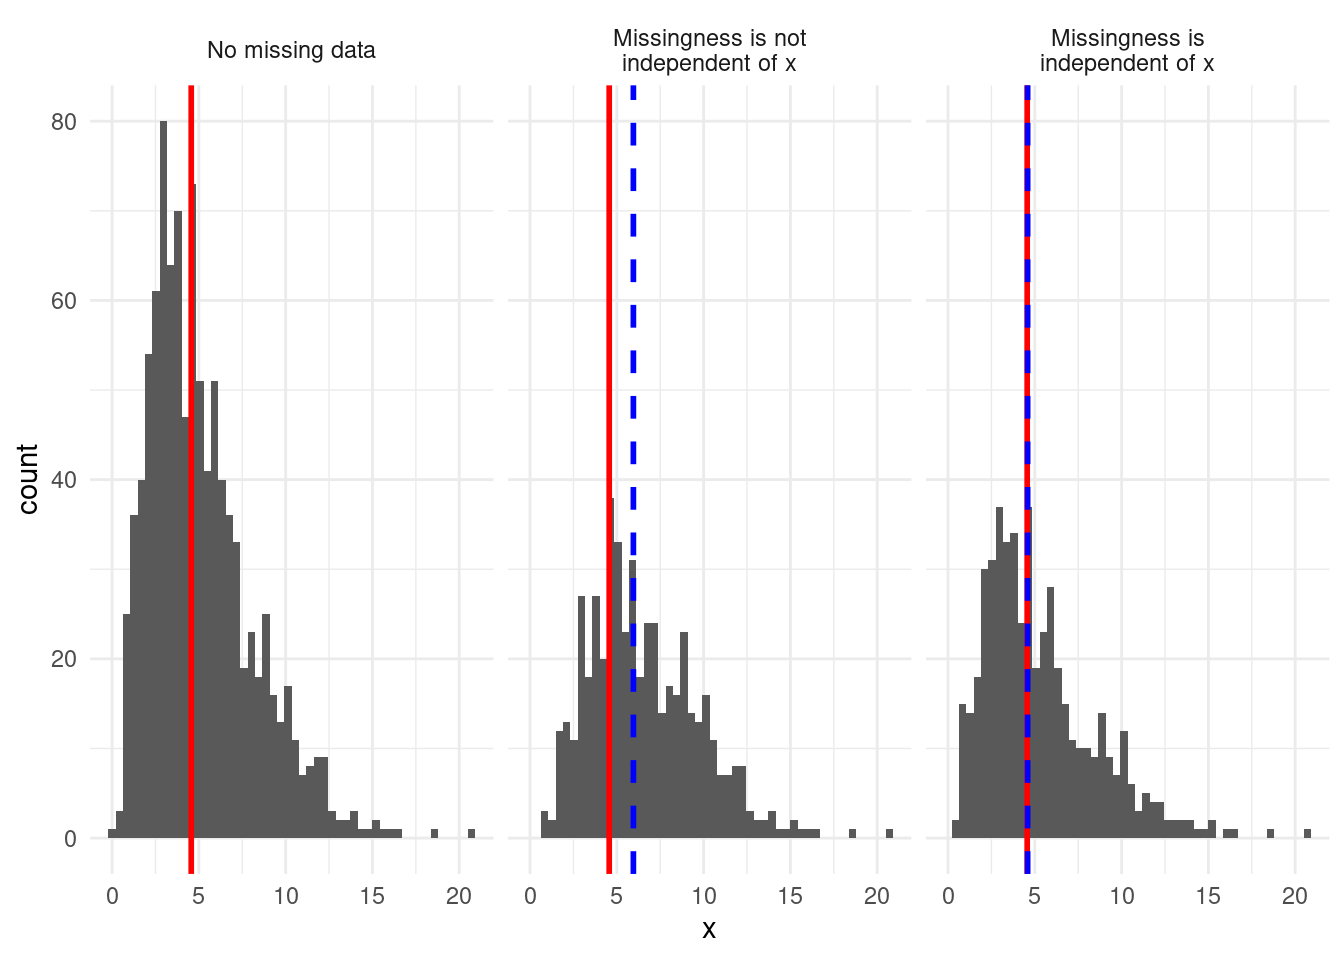 No missing data
Missingness is not
independent of x
Missingness is
independent of x
80
60
40
20
0
count
0 5 10 15 20
0 5 10 15 20
0 5 10 15 20
x